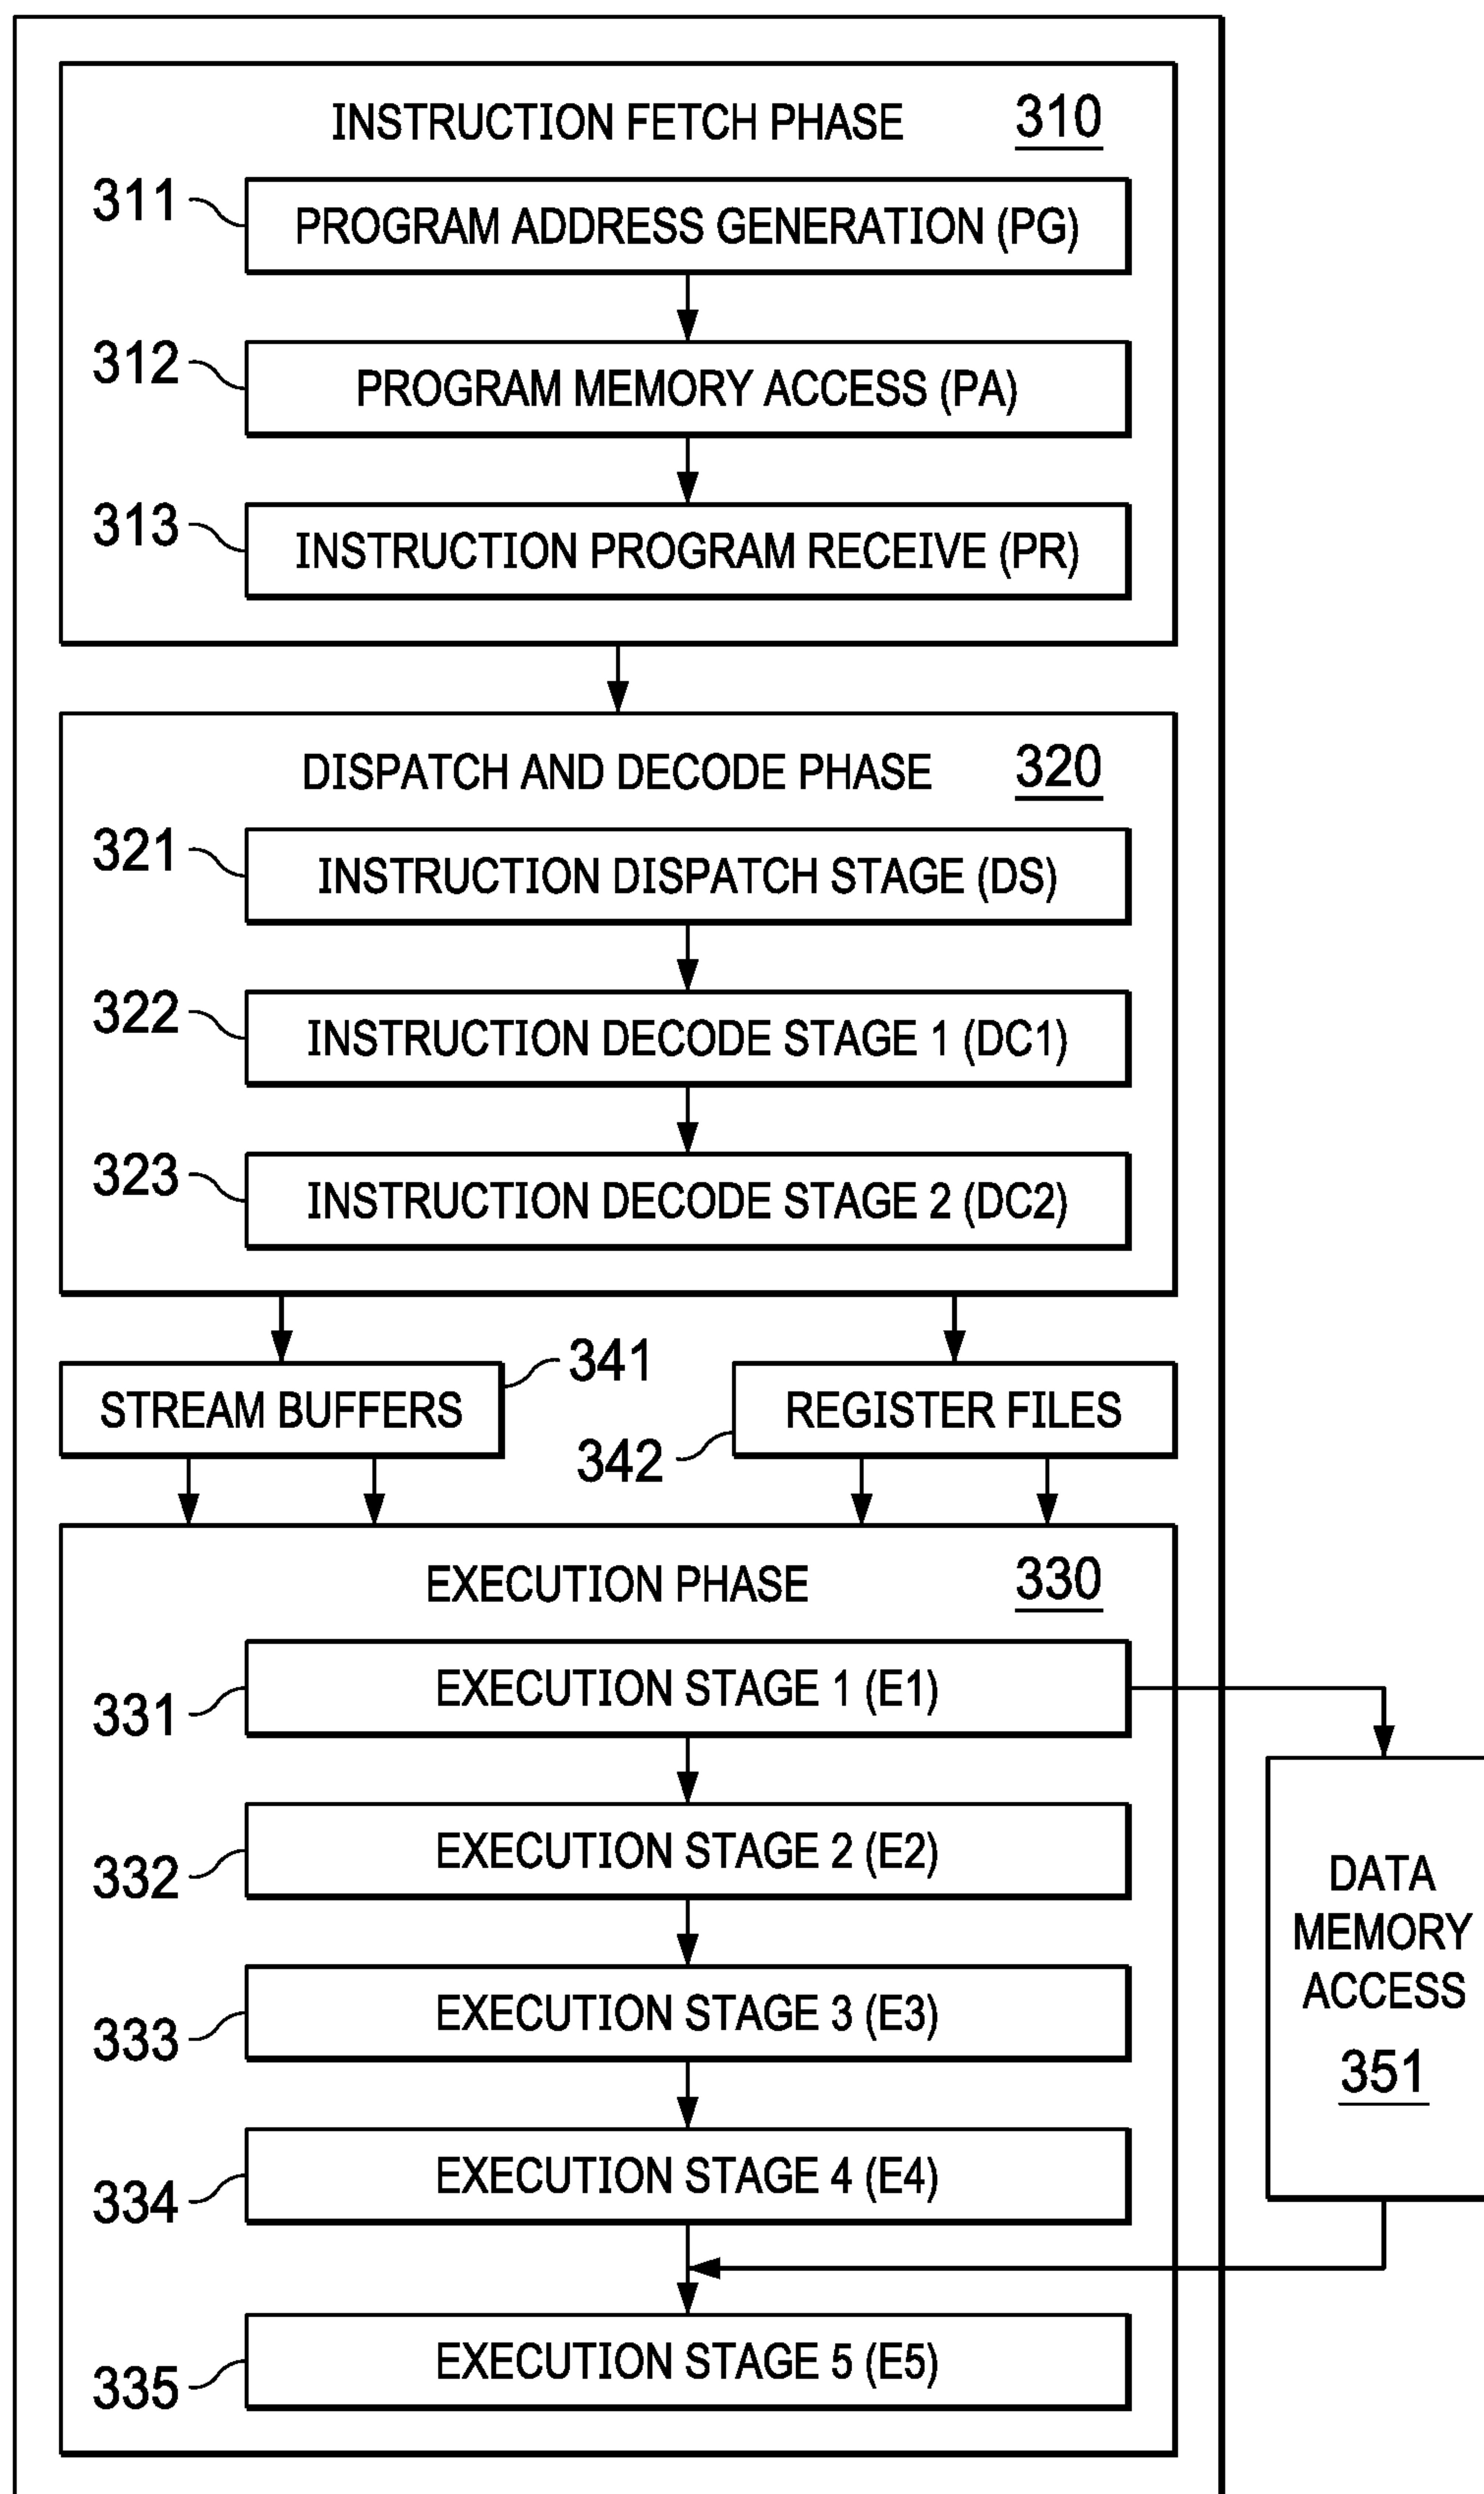 INSTRUCTION FETCH PHASE 310
311 PROGRAM ADDRESS GENERATION (PG)
312 PROGRAM MEMORY ACCESS (PA)
313 INSTRUCTION PROGRAM RECEIVE (PR)
DISPATCH AND DECODE PHASE 320
321 INSTRUCTION DISPATCH STAGE (DS)
322 INSTRUCTION DECODE STAGE 1 (DC1)
323 INSTRUCTION DECODE STAGE 2 (DC2)
STREAM BUFFERS 341
342 REGISTER FILES
EXECUTION PHASE 330
331 EXECUTION STAGE 1 (E1)
332 EXECUTION STAGE 2 (E2)
333 EXECUTION STAGE 3 (E3)
334 EXECUTION STAGE 4 (E4)
335 EXECUTION STAGE 5 (E5)
DATA
MEMORY
ACCESS
351